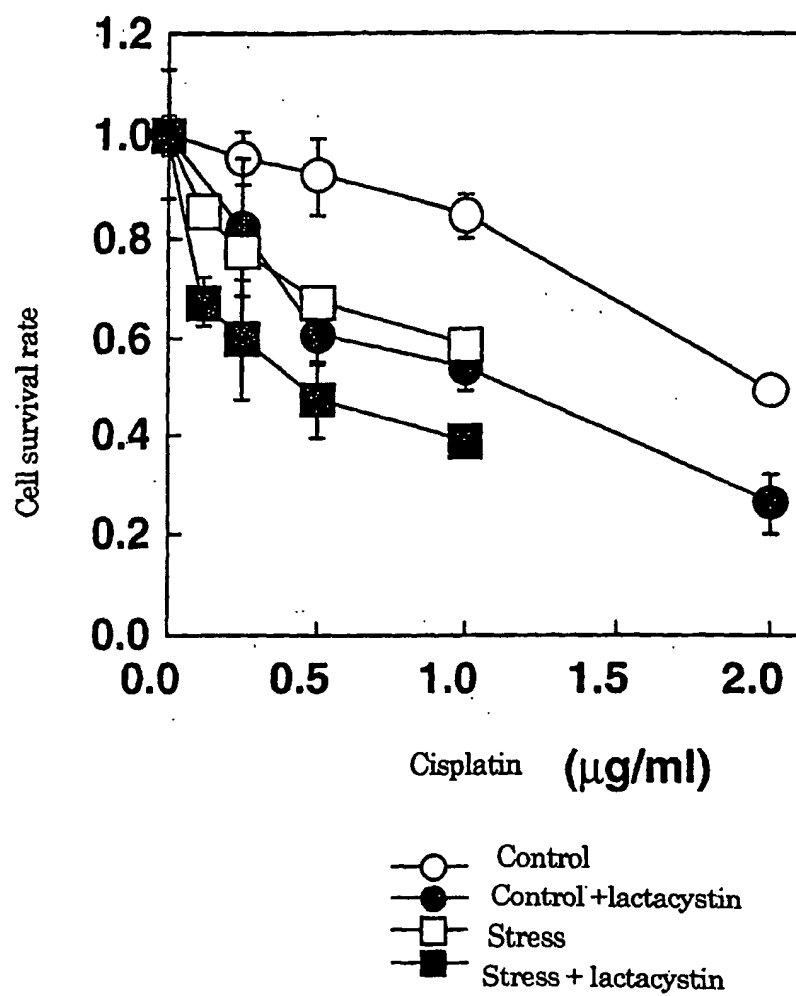 1.2
1.0
0.8
0.6
0.4
0.2
0.0
Cell survival rate
0.0 0.5 1.0 1.5 2.0
Cisplatin (μg/ml)
Control
Control +lactacystin
Stress
Stress + lactacystin